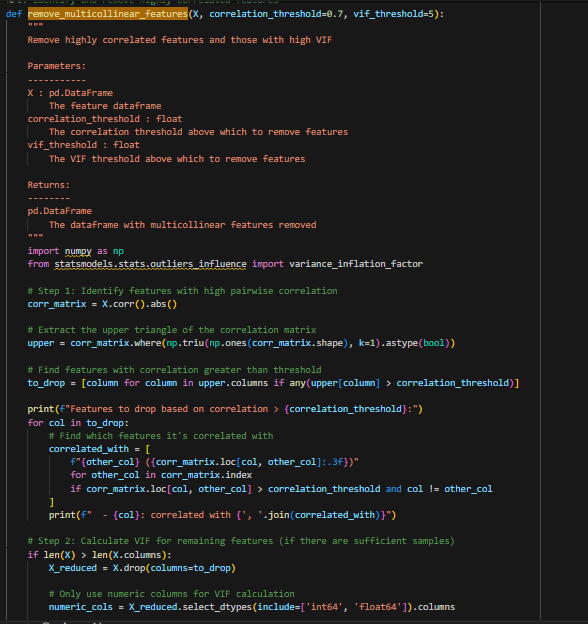 def remove_multicollinear_features(X, correlation_threshold=0.7, vif_threshold=5):
    """
    Remove highly correlated features and those with high VIF

    Parameters:
    -----------
    X : pd.DataFrame
        The feature dataframe
    correlation_threshold : float
        The correlation threshold above which to remove features
    vif_threshold : float
        The VIF threshold above which to remove features

    Returns:
    --------
    pd.DataFrame
        The dataframe with multicollinear features removed
    """
    import numpy as np
    from statsmodels.stats.outliers_influence import variance_inflation_factor

    # Step 1: Identify features with high pairwise correlation
    corr_matrix = X.corr().abs()

    # Extract the upper triangle of the correlation matrix
    upper = corr_matrix.where(np.triu(np.ones(corr_matrix.shape), k=1).astype(bool))

    # Find features with correlation greater than threshold
    to_drop = [column for column in upper.columns if any(upper[column] > correlation_threshold)]

    print(f"Features to drop based on correlation > {correlation_threshold}:")
    for col in to_drop:
        # Find which features it's correlated with
        correlated_with = [
            f"{other_col} ({corr_matrix.loc[col, other_col]:.3f})"
            for other_col in corr_matrix.index
            if corr_matrix.loc[col, other_col] > correlation_threshold and col != other_col
        ]
        print(f"  - {col}: correlated with {', '.join(correlated_with)}")

    # Step 2: Calculate VIF for remaining features (if there are sufficient samples)
    if len(X) > len(X.columns):
        X_reduced = X.drop(columns=to_drop)

        # Only use numeric columns for VIF calculation
        numeric_cols = X_reduced.select_dtypes(include=['int64', 'float64']).columns